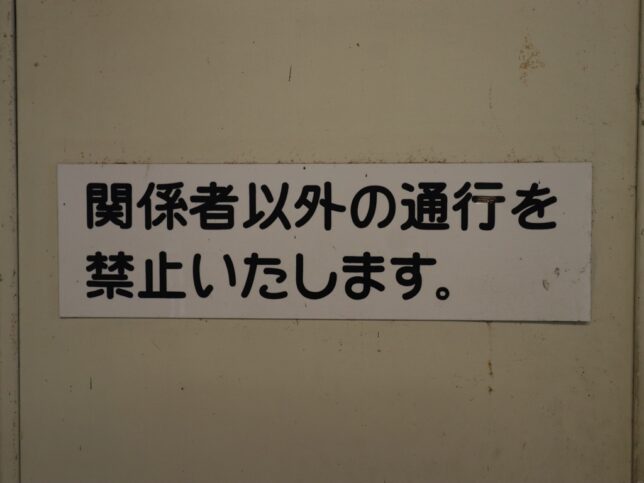 関係者以外の通行を
禁止いたします。